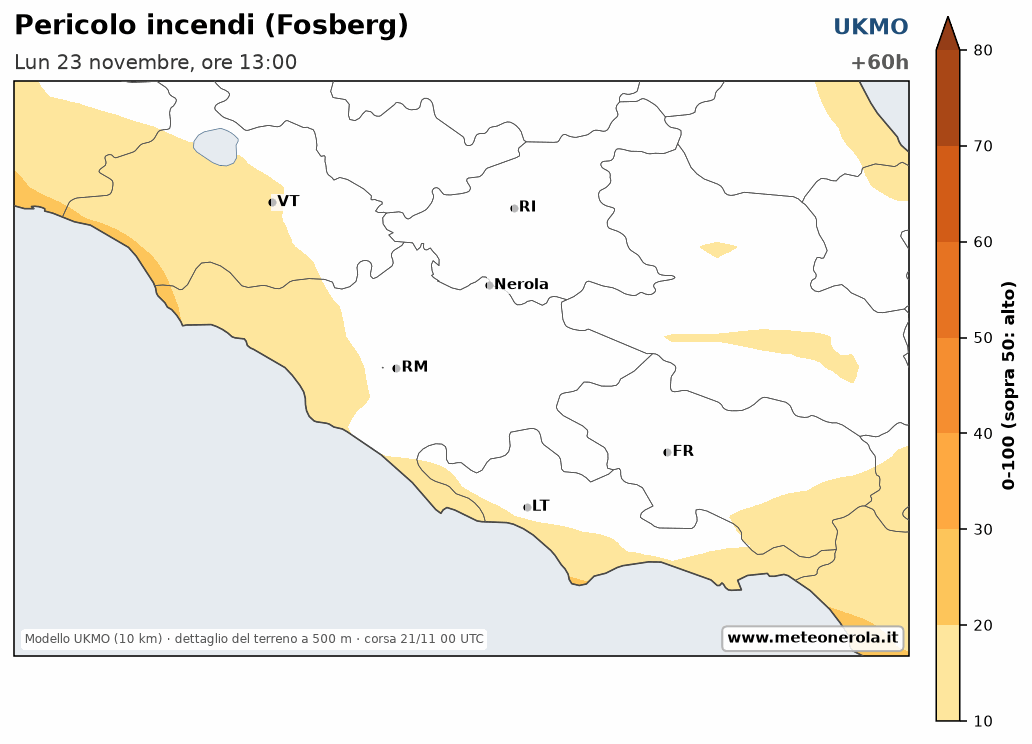 Pericolo incendi (Fosberg)
UKMO
Lun 23 novembre, ore 13:00
+60h
VT
RI
Nerola
RM
FR
LT
Modello UKMO (10 km) · dettaglio del terreno a 500 m · corsa 21/11 00 UTC
www.meteonerola.it
80
70
60
50
40
30
20
10
0-100 (sopra 50: alto)